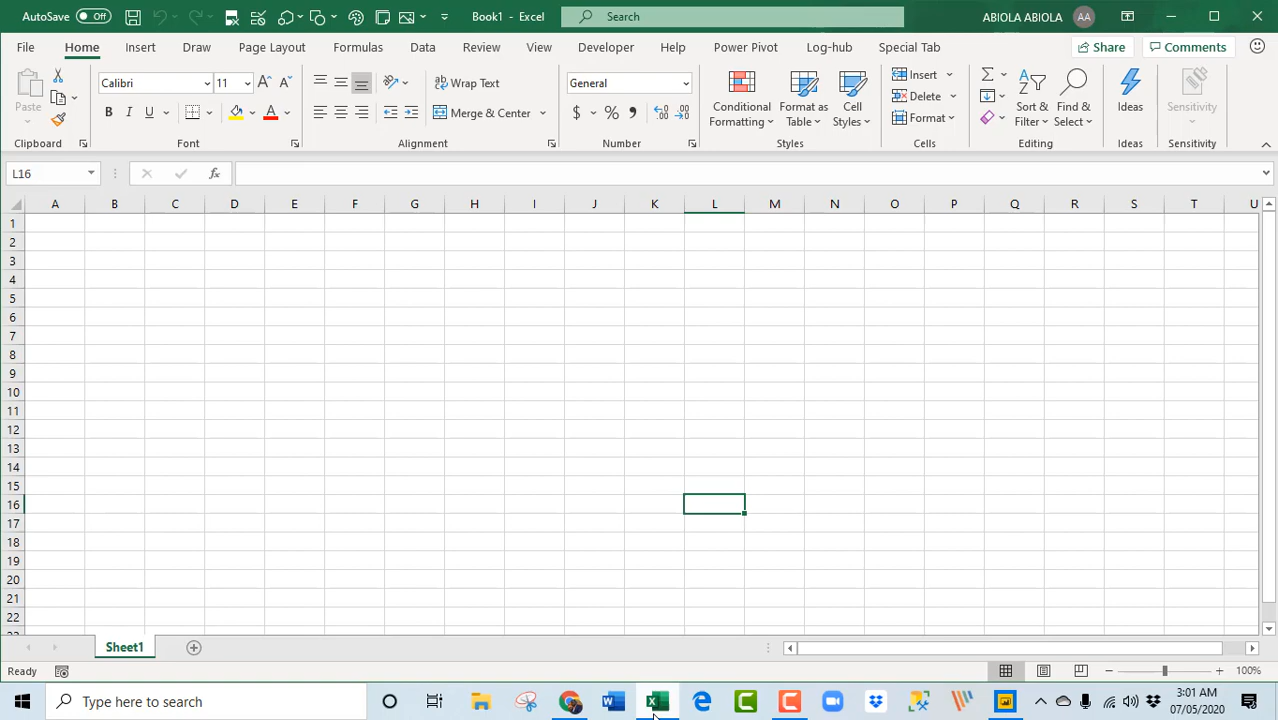 AutoSave Off Book1 - Excel Search ABIOLA ABIOLA AA
File Home Insert Draw Page Layout Formulas Data Review View Developer Help Power Pivot Log-hub Special Tab Share Comments
Paste Calibri 11 Wrap Text General Conditional Formatting Format as Table Cell Styles Insert Sort & Filter Find & Select Ideas Sensitivity
B I U Merge & Center $ % Delete
Format
Clipboard Font Alignment Number Styles Cells Editing Ideas Sensitivity
L16 fx
A B C D E F G H I J K L M N O P Q R S T U
1
2
3
4
5
6
7
8
9
10
11
12
13
14
15
16
17
18
19
20
21
22
23
Sheet1
Ready 100%
Type here to search 3:01 AM
07/05/2020